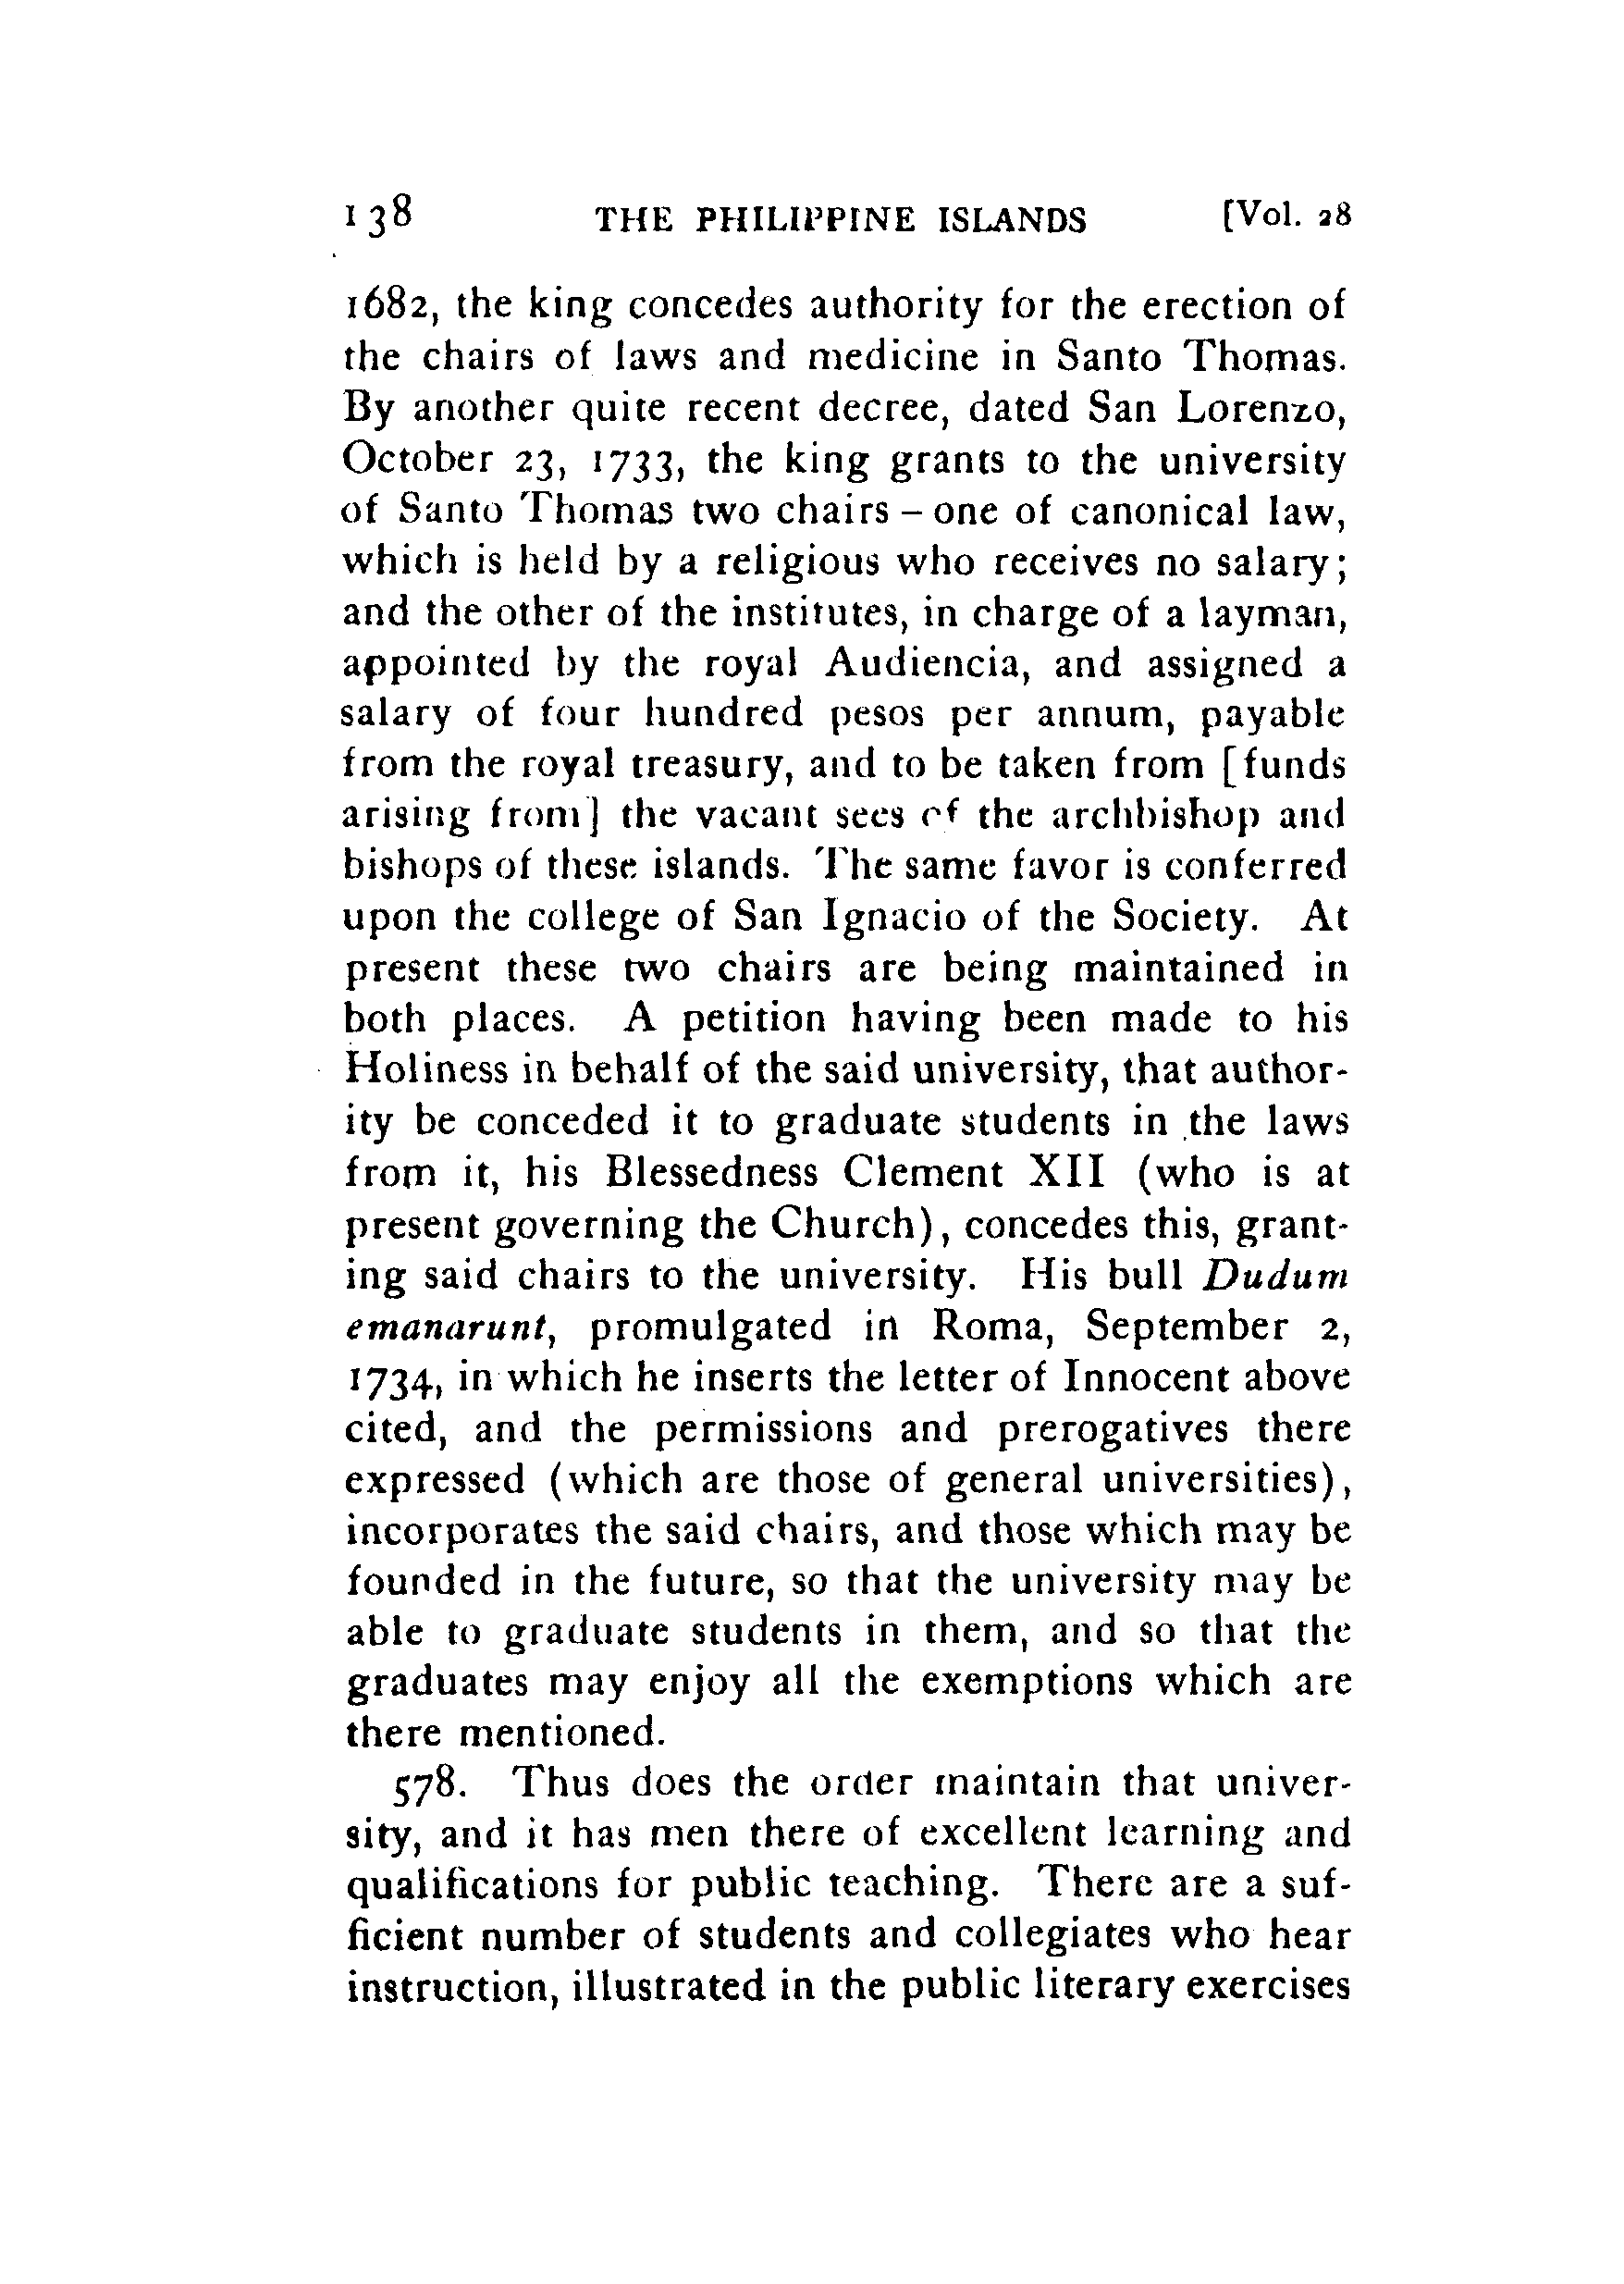 138 THE PHILIPPINE ISLANDS [Vol. 28
1682, the king concedes authority for the erection of
the chairs of laws and medicine in Santo Thomas.
By another quite recent decree, dated San Lorenzo,
October 23, 1733, the king grants to the university
of Santo Thomas two chairs – one of canonical law,
which is held by a religious who receives no salary;
and the other of the institutes, in charge of a layman,
appointed by the royal Audiencia, and assigned a
salary of four hundred pesos per annum, payable
from the royal treasury, and to be taken from [funds
arising from] the vacant sees of the archbishop and
bishops of these islands. The same favor is conferred
upon the college of San Ignacio of the Society. At
present these two chairs are being maintained in
both places. A petition having been made to his
Holiness in behalf of the said university, that author-
ity be conceded it to graduate students in the laws
from it, his Blessedness Clement XII (who is at
present governing the Church), concedes this, grant-
ing said chairs to the university. His bull Dudum
emanarunt, promulgated in Roma, September 2,
1734, in which he inserts the letter of Innocent above
cited, and the permissions and prerogatives there
expressed (which are those of general universities),
incorporates the said chairs, and those which may be
founded in the future, so that the university may be
able to graduate students in them, and so that the
graduates may enjoy all the exemptions which are
there mentioned.
578. Thus does the order maintain that univer-
sity, and it has men there of excellent learning and
qualifications for public teaching. There are a suf-
ficient number of students and collegiates who hear
instruction, illustrated in the public literary exercises